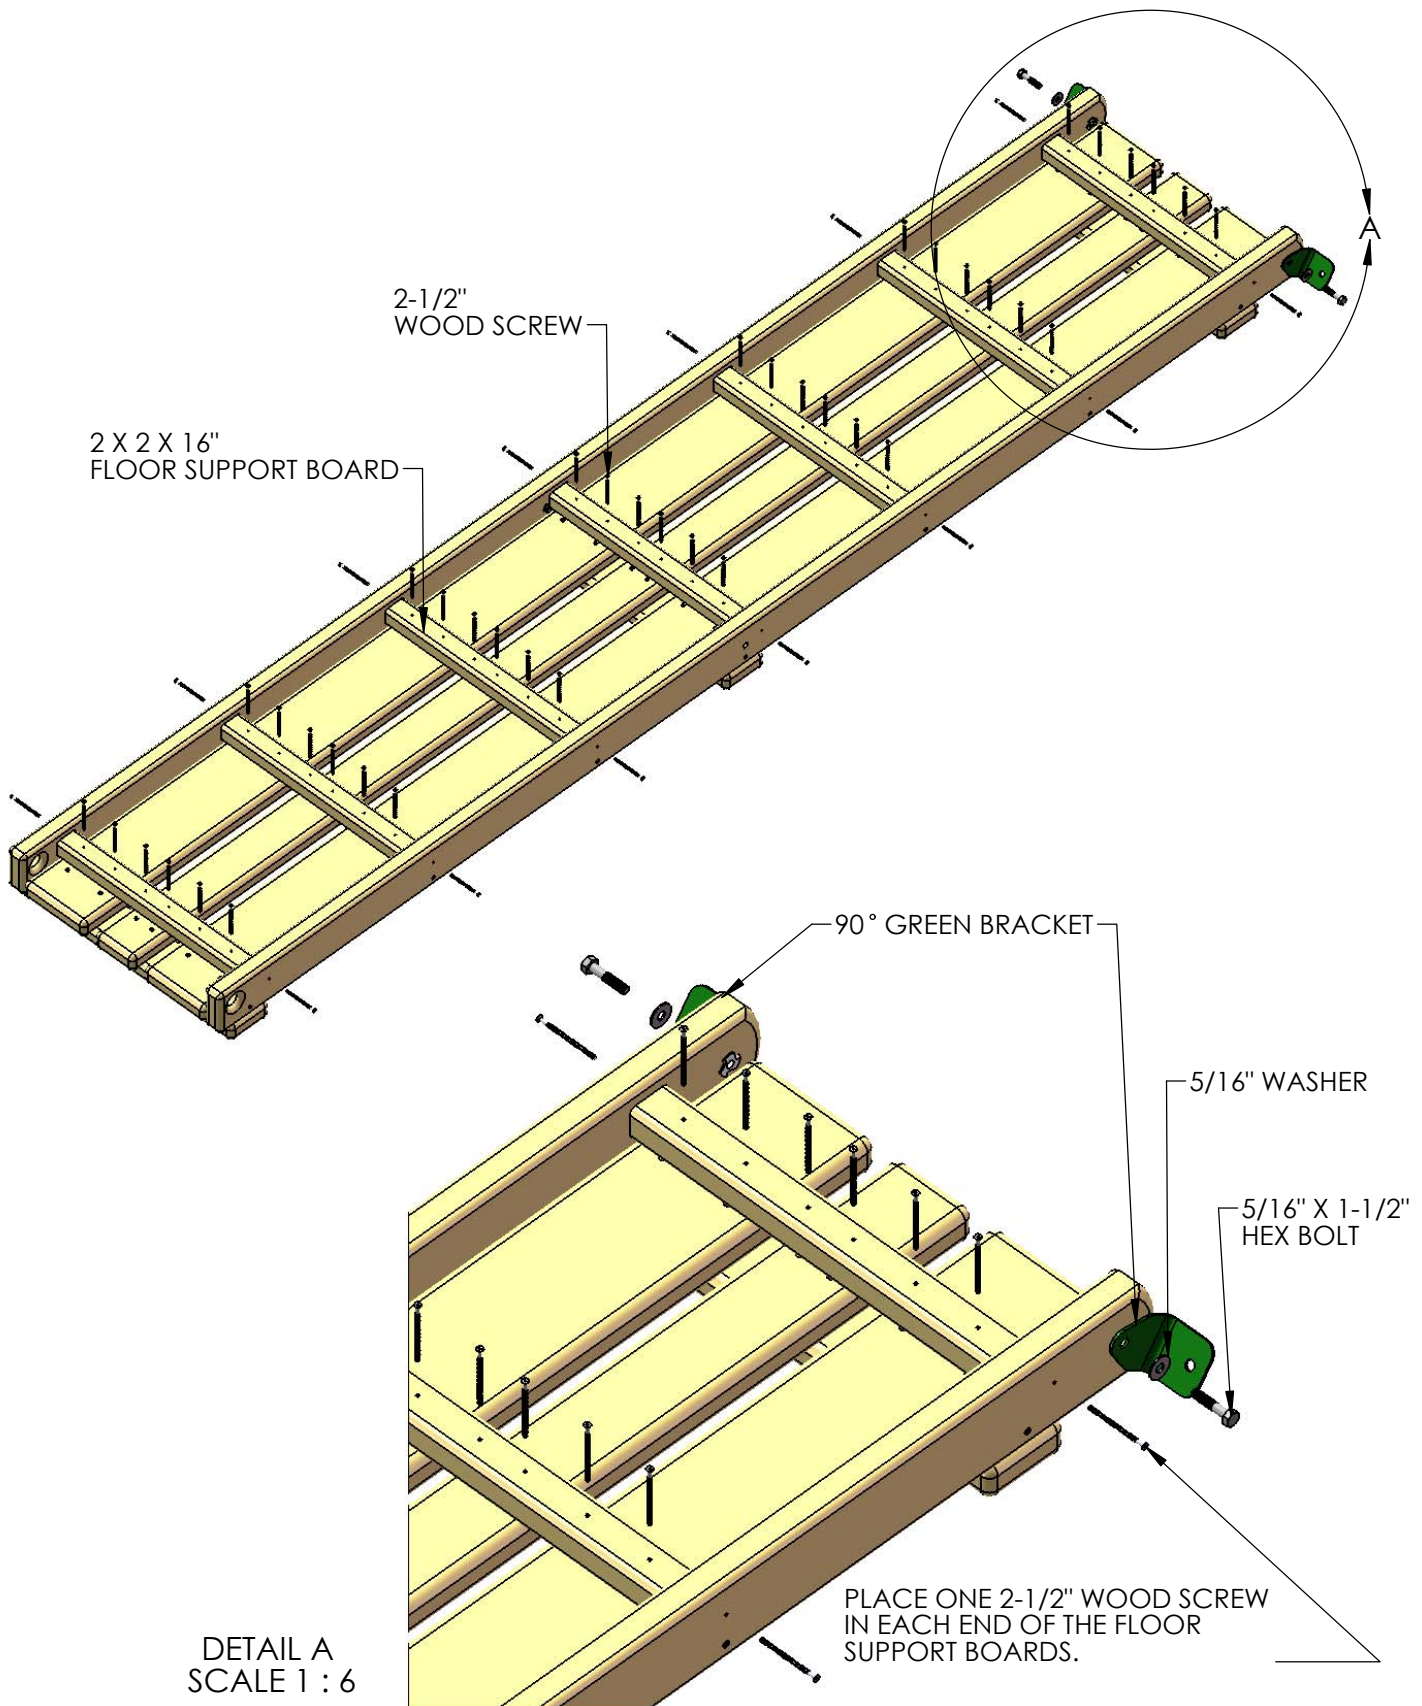 A
2-1/2"
WOOD SCREW
2 X 2 X 16"
FLOOR SUPPORT BOARD
90° GREEN BRACKET
5/16" WASHER
5/16" X 1-1/2"
HEX BOLT
PLACE ONE 2-1/2" WOOD SCREW
IN EACH END OF THE FLOOR
SUPPORT BOARDS.
DETAIL A
SCALE 1 : 6